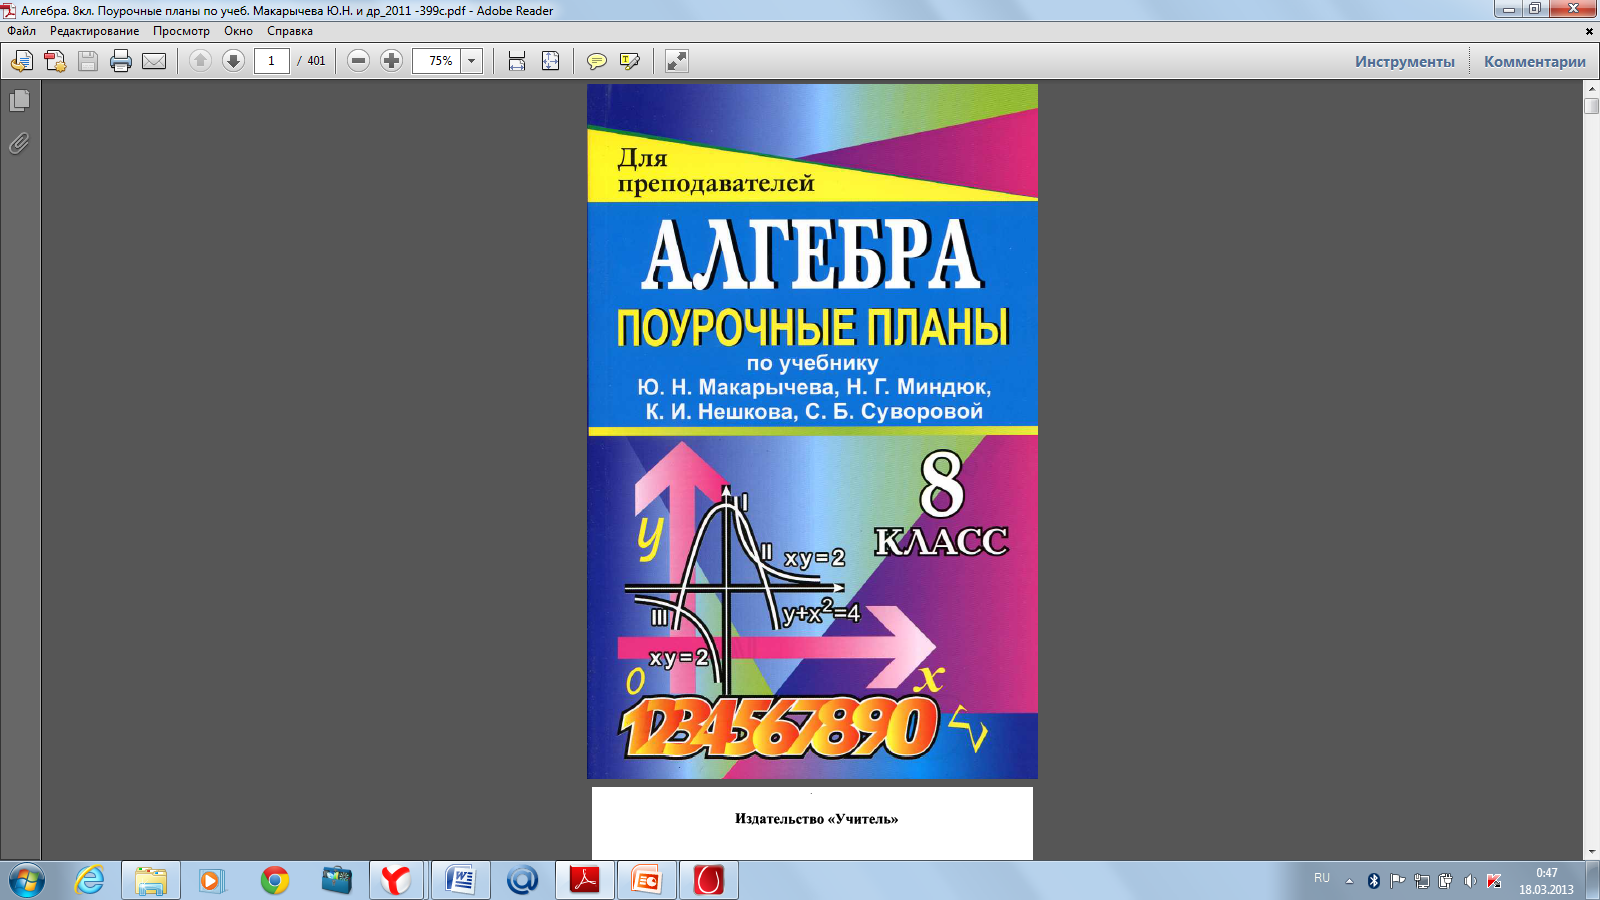 Алгебра. 8кл. Поурочные планы по учеб. Макарычева Ю.Н. и др_2011 -399с.pdf - Adobe Reader
Файл Редактирование Просмотр Окно Справка
1 / 401 75% Инструменты Комментарии
Для
преподавателей
АЛГЕБРА
ПОУРОЧНЫЕ ПЛАНЫ
по учебнику
Ю. Н. Макарычева, Н. Г. Миндюк,
К. И. Нешкова, С. Б. Суворовой
8
КЛАСС
I
y
II xy=2
III y+x²=4
xy=2
0 x
1234567890
Издательство «Учитель»
RU 0:47
18.03.2013